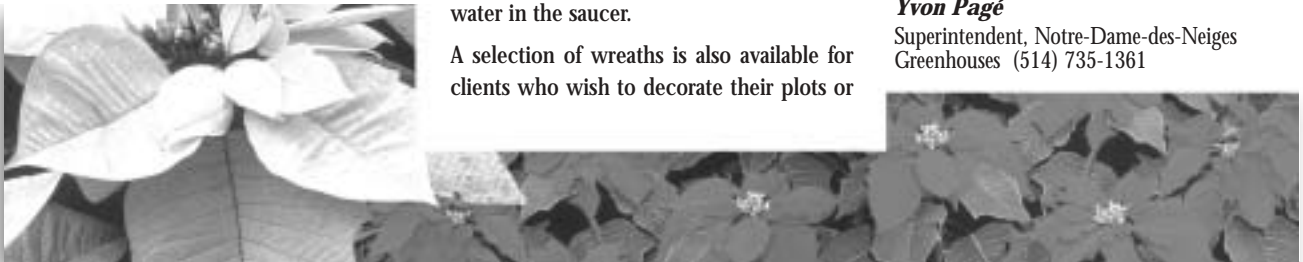 water in the saucer.
A selection of wreaths is also available for
clients who wish to decorate their plots or
Yvon Pagé
Superintendent, Notre-Dame-des-Neiges
Greenhouses (514) 735-1361